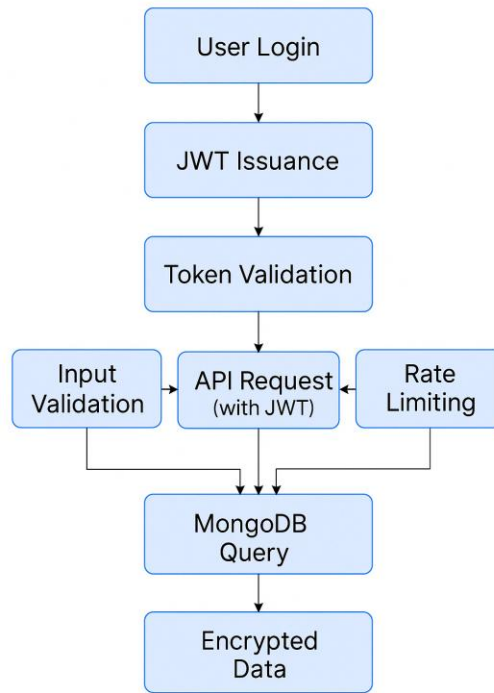 User Login
JWT Issuance
Token Validation
Input
Validation
API Request
(with JWT)
Rate
Limiting
MongoDB
Query
Encrypted
Data